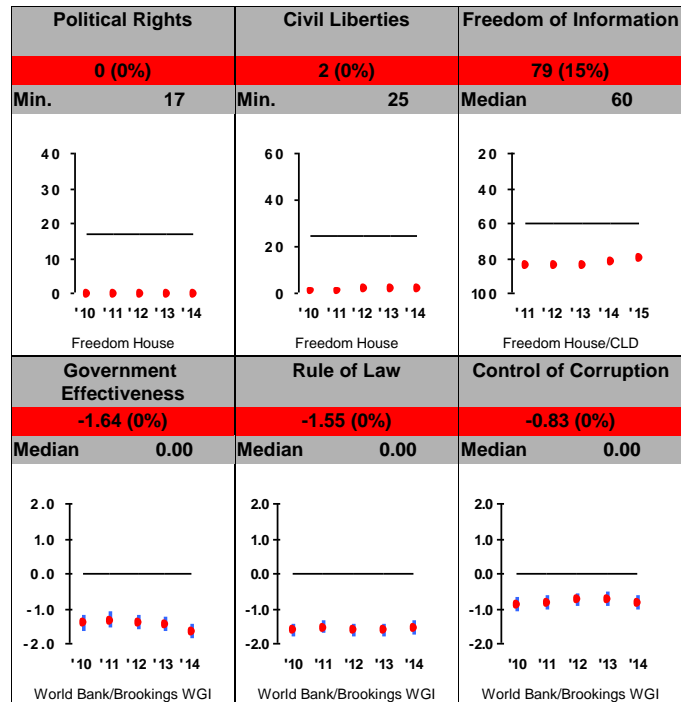 Political Rights
0 (0%)
Min. 17
40
30
20
10
0
'10 '11 '12 '13 '14
Freedom House
Civil Liberties
2 (0%)
Min. 25
60
40
20
0
'10 '11 '12 '13 '14
Freedom House
Freedom of Information
79 (15%)
Median 60
20
40
60
80
100
'11 '12 '13 '14 '15
Freedom House/CLD
Government
Effectiveness
-1.64 (0%)
Median 0.00
2.0
1.0
0.0
-1.0
-2.0
'10 '11 '12 '13 '14
World Bank/Brookings WGI
Rule of Law
-1.55 (0%)
Median 0.00
2.0
1.0
0.0
-1.0
-2.0
'10 '11 '12 '13 '14
World Bank/Brookings WGI
Control of Corruption
-0.83 (0%)
Median 0.00
2.0
1.0
0.0
-1.0
-2.0
'10 '11 '12 '13 '14
World Bank/Brookings WGI